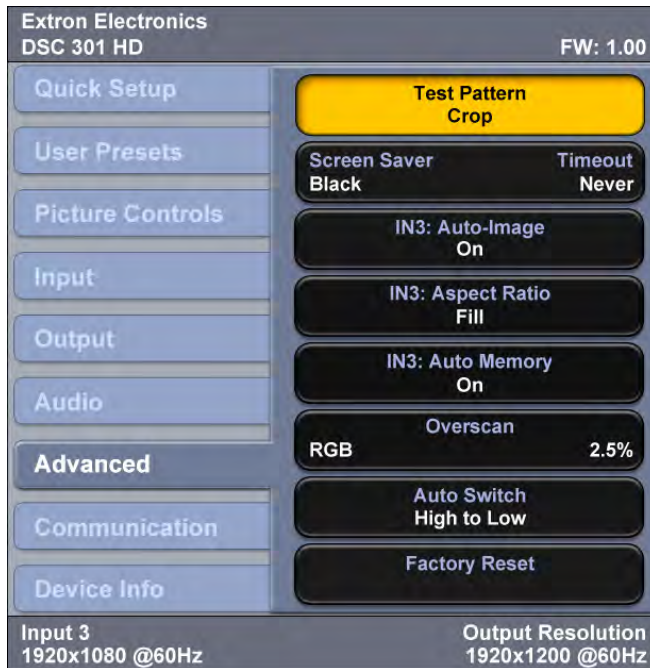 Extron Electronics
DSC 301 HD FW: 1.00
Quick Setup
User Presets
Picture Controls
Input
Output
Audio
Advanced
Communication
Device Info
Test Pattern
Crop
Screen Saver Timeout
Black Never
IN3: Auto-Image
On
IN3: Aspect Ratio
Fill
IN3: Auto Memory
On
Overscan
RGB 2.5%
Auto Switch
High to Low
Factory Reset
Input 3 Output Resolution
1920x1080 @60Hz 1920x1200 @60Hz